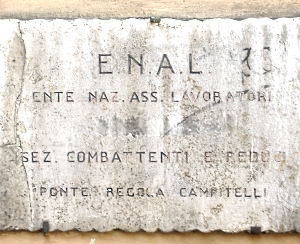 E.N.A.L
ENTE NAZ. ASS. LAVORATORI
SEZ. COMBATTENTI E REDUCI
PONTE REGOLA CAMPITELLI